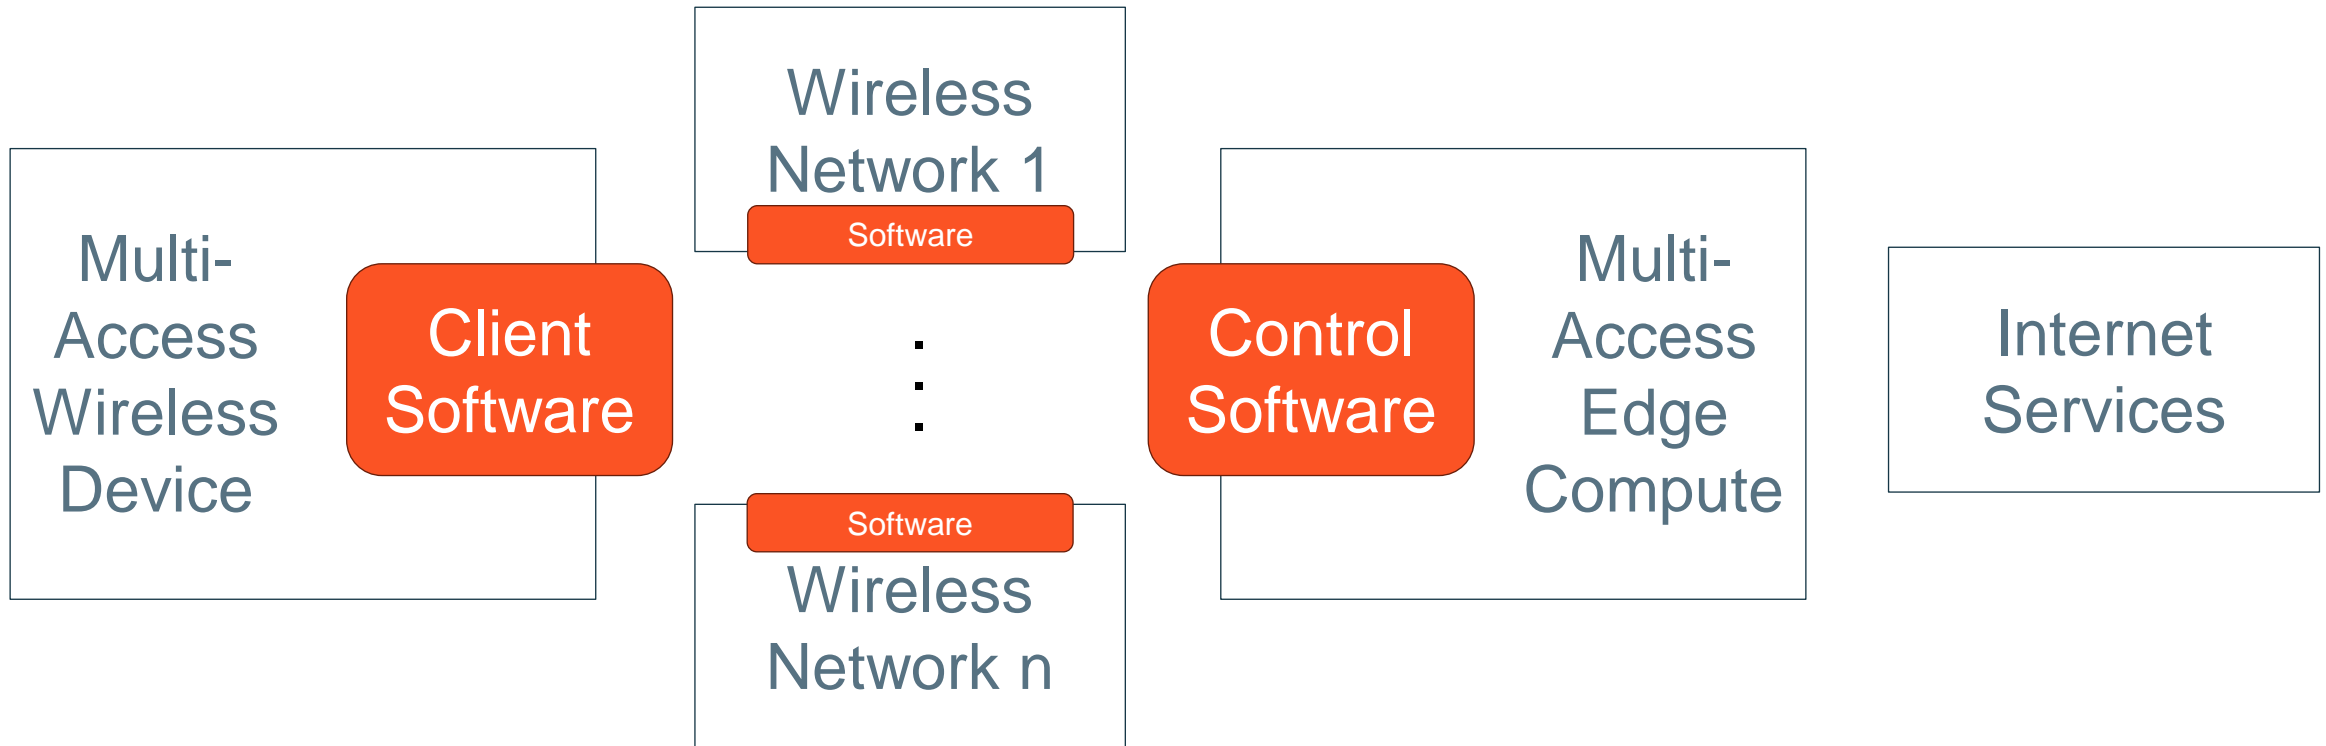 Multi-
Access
Wireless
Device
Client
Software
Wireless
Network 1
Software
Software
Wireless
Network n
Control
Software
Multi-
Access
Edge
Compute
Internet
Services